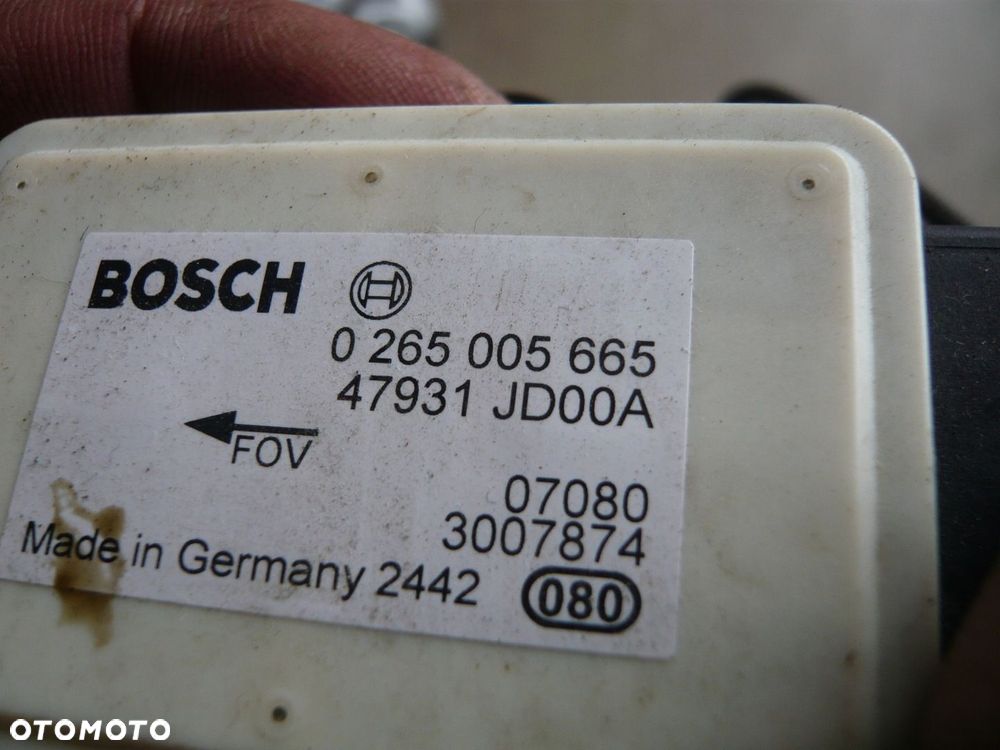 BOSCH
0 265 005 665
47931 JD00A
FOV
07080
3007874
Made in Germany 2442
080
OTOMOTO